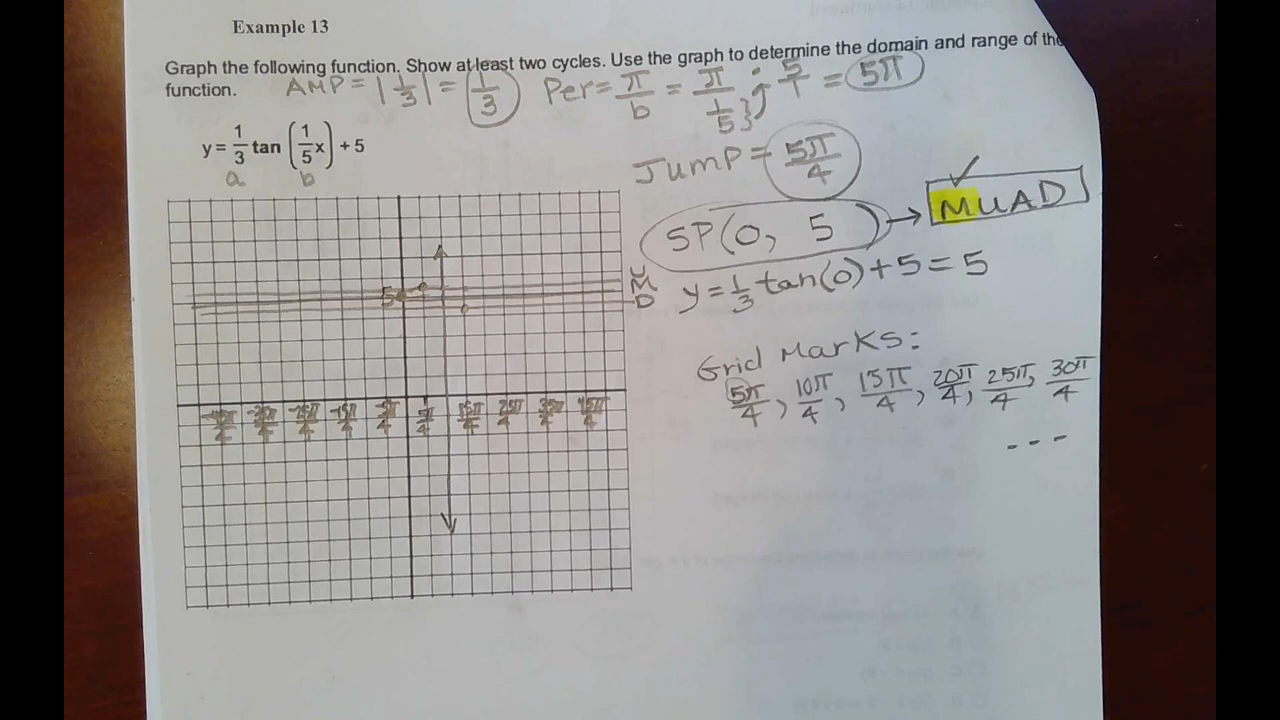 Example 13
Graph the following function. Show at least two cycles. Use the graph to determine the domain and range of the
function.
AMP = |1/3| = 1/3
Per = π/b = π/(1/5) ; 5/1 = 5π
y = 1/3 tan (1/5 x) + 5
a b
Jump = 5π/4
SP(0, 5) → MUAD
y = 1/3 tan(0) + 5 = 5
U
M
D
5
Grid Marks:
5π/4, 10π/4, 15π/4, 20π/4, 25π/4, 30π/4
...
25π/4